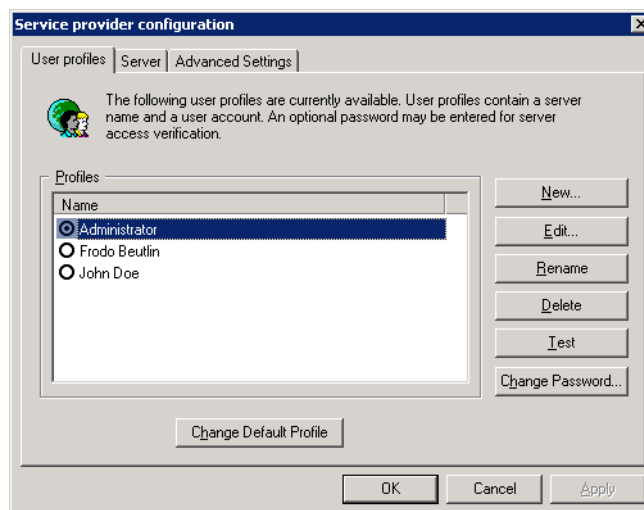 Service provider configuration
User profiles Server Advanced Settings
The following user profiles are currently available. User profiles contain a server
name and a user account. An optional password may be entered for server
access verification.
Profiles
Name
Administrator
Frodo Beutlin
John Doe
New...
Edit...
Rename
Delete
Test
Change Password...
Change Default Profile
OK Cancel Apply